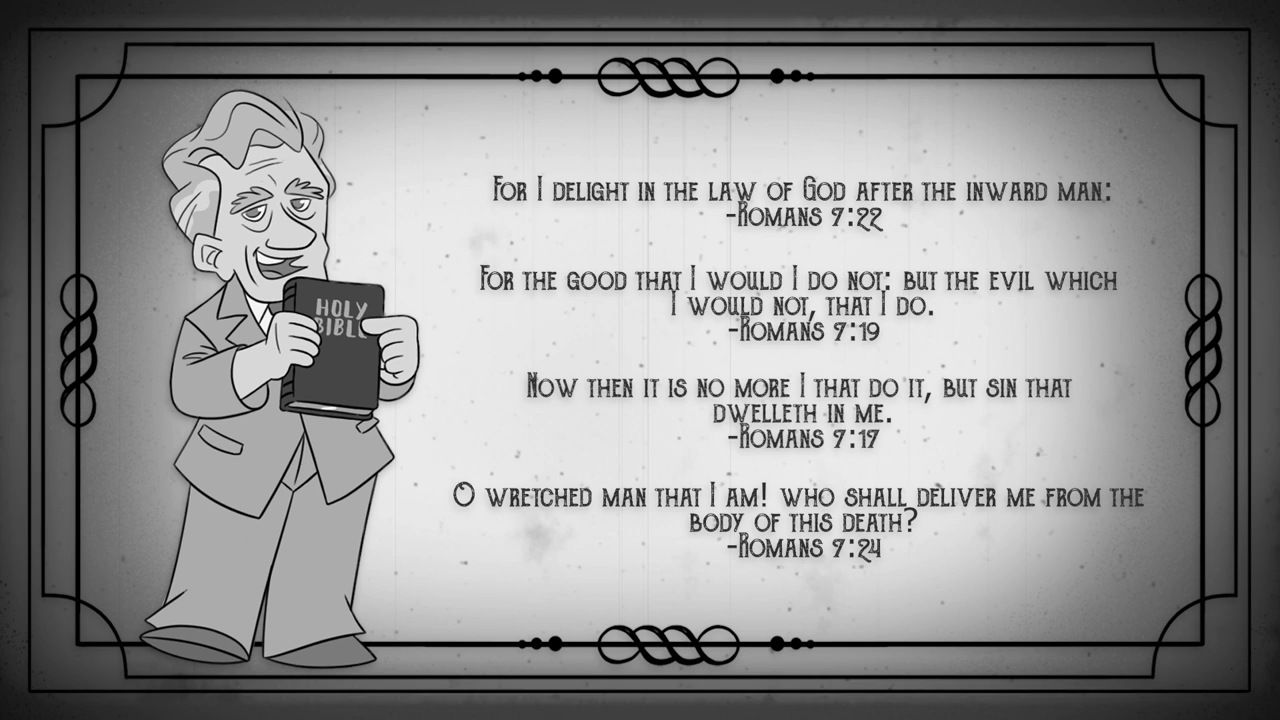 HOLY
BIBLE
For I delight in the law of God after the inward man:
-Romans 7:22
For the good that I would I do not: but the evil which
I would not, that I do.
-Romans 7:19
Now then it is no more I that do it, but sin that
dwelleth in me.
-Romans 7:17
O wretched man that I am! who shall deliver me from the
body of this death?
-Romans 7:24